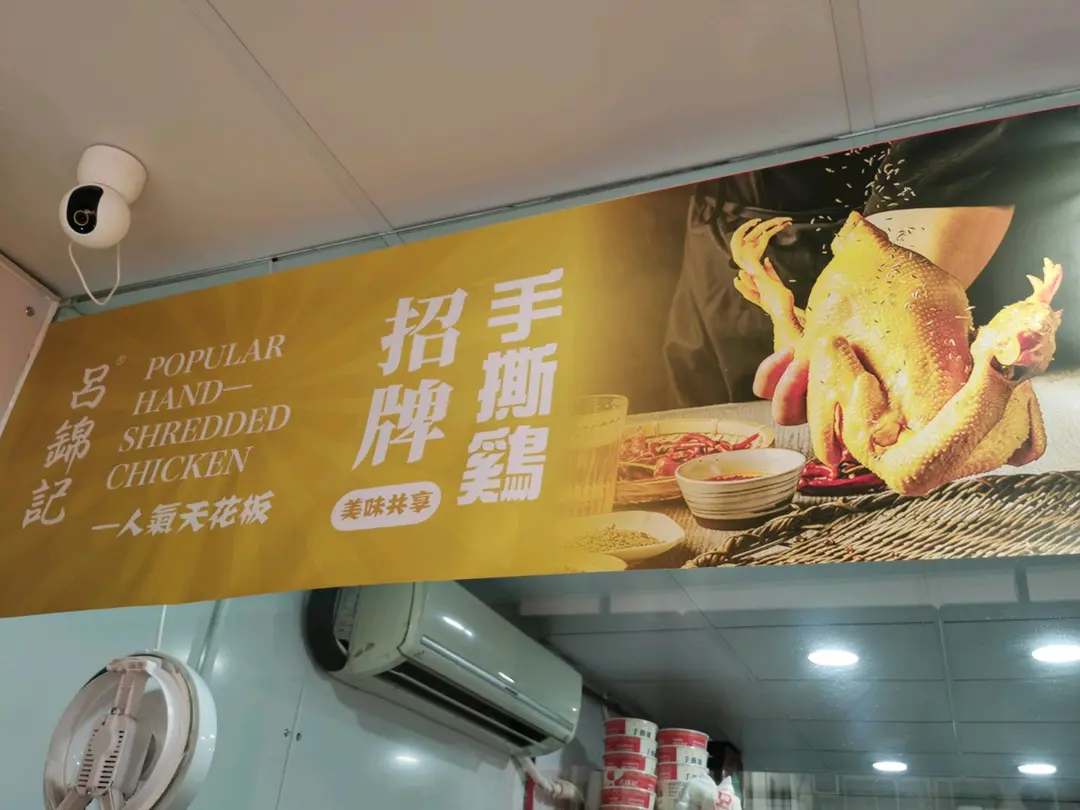 呂錦記
®
POPULAR
HAND—
SHREDDED
CHICKEN
一人氣天花板
招牌
手撕鷄
美味共享